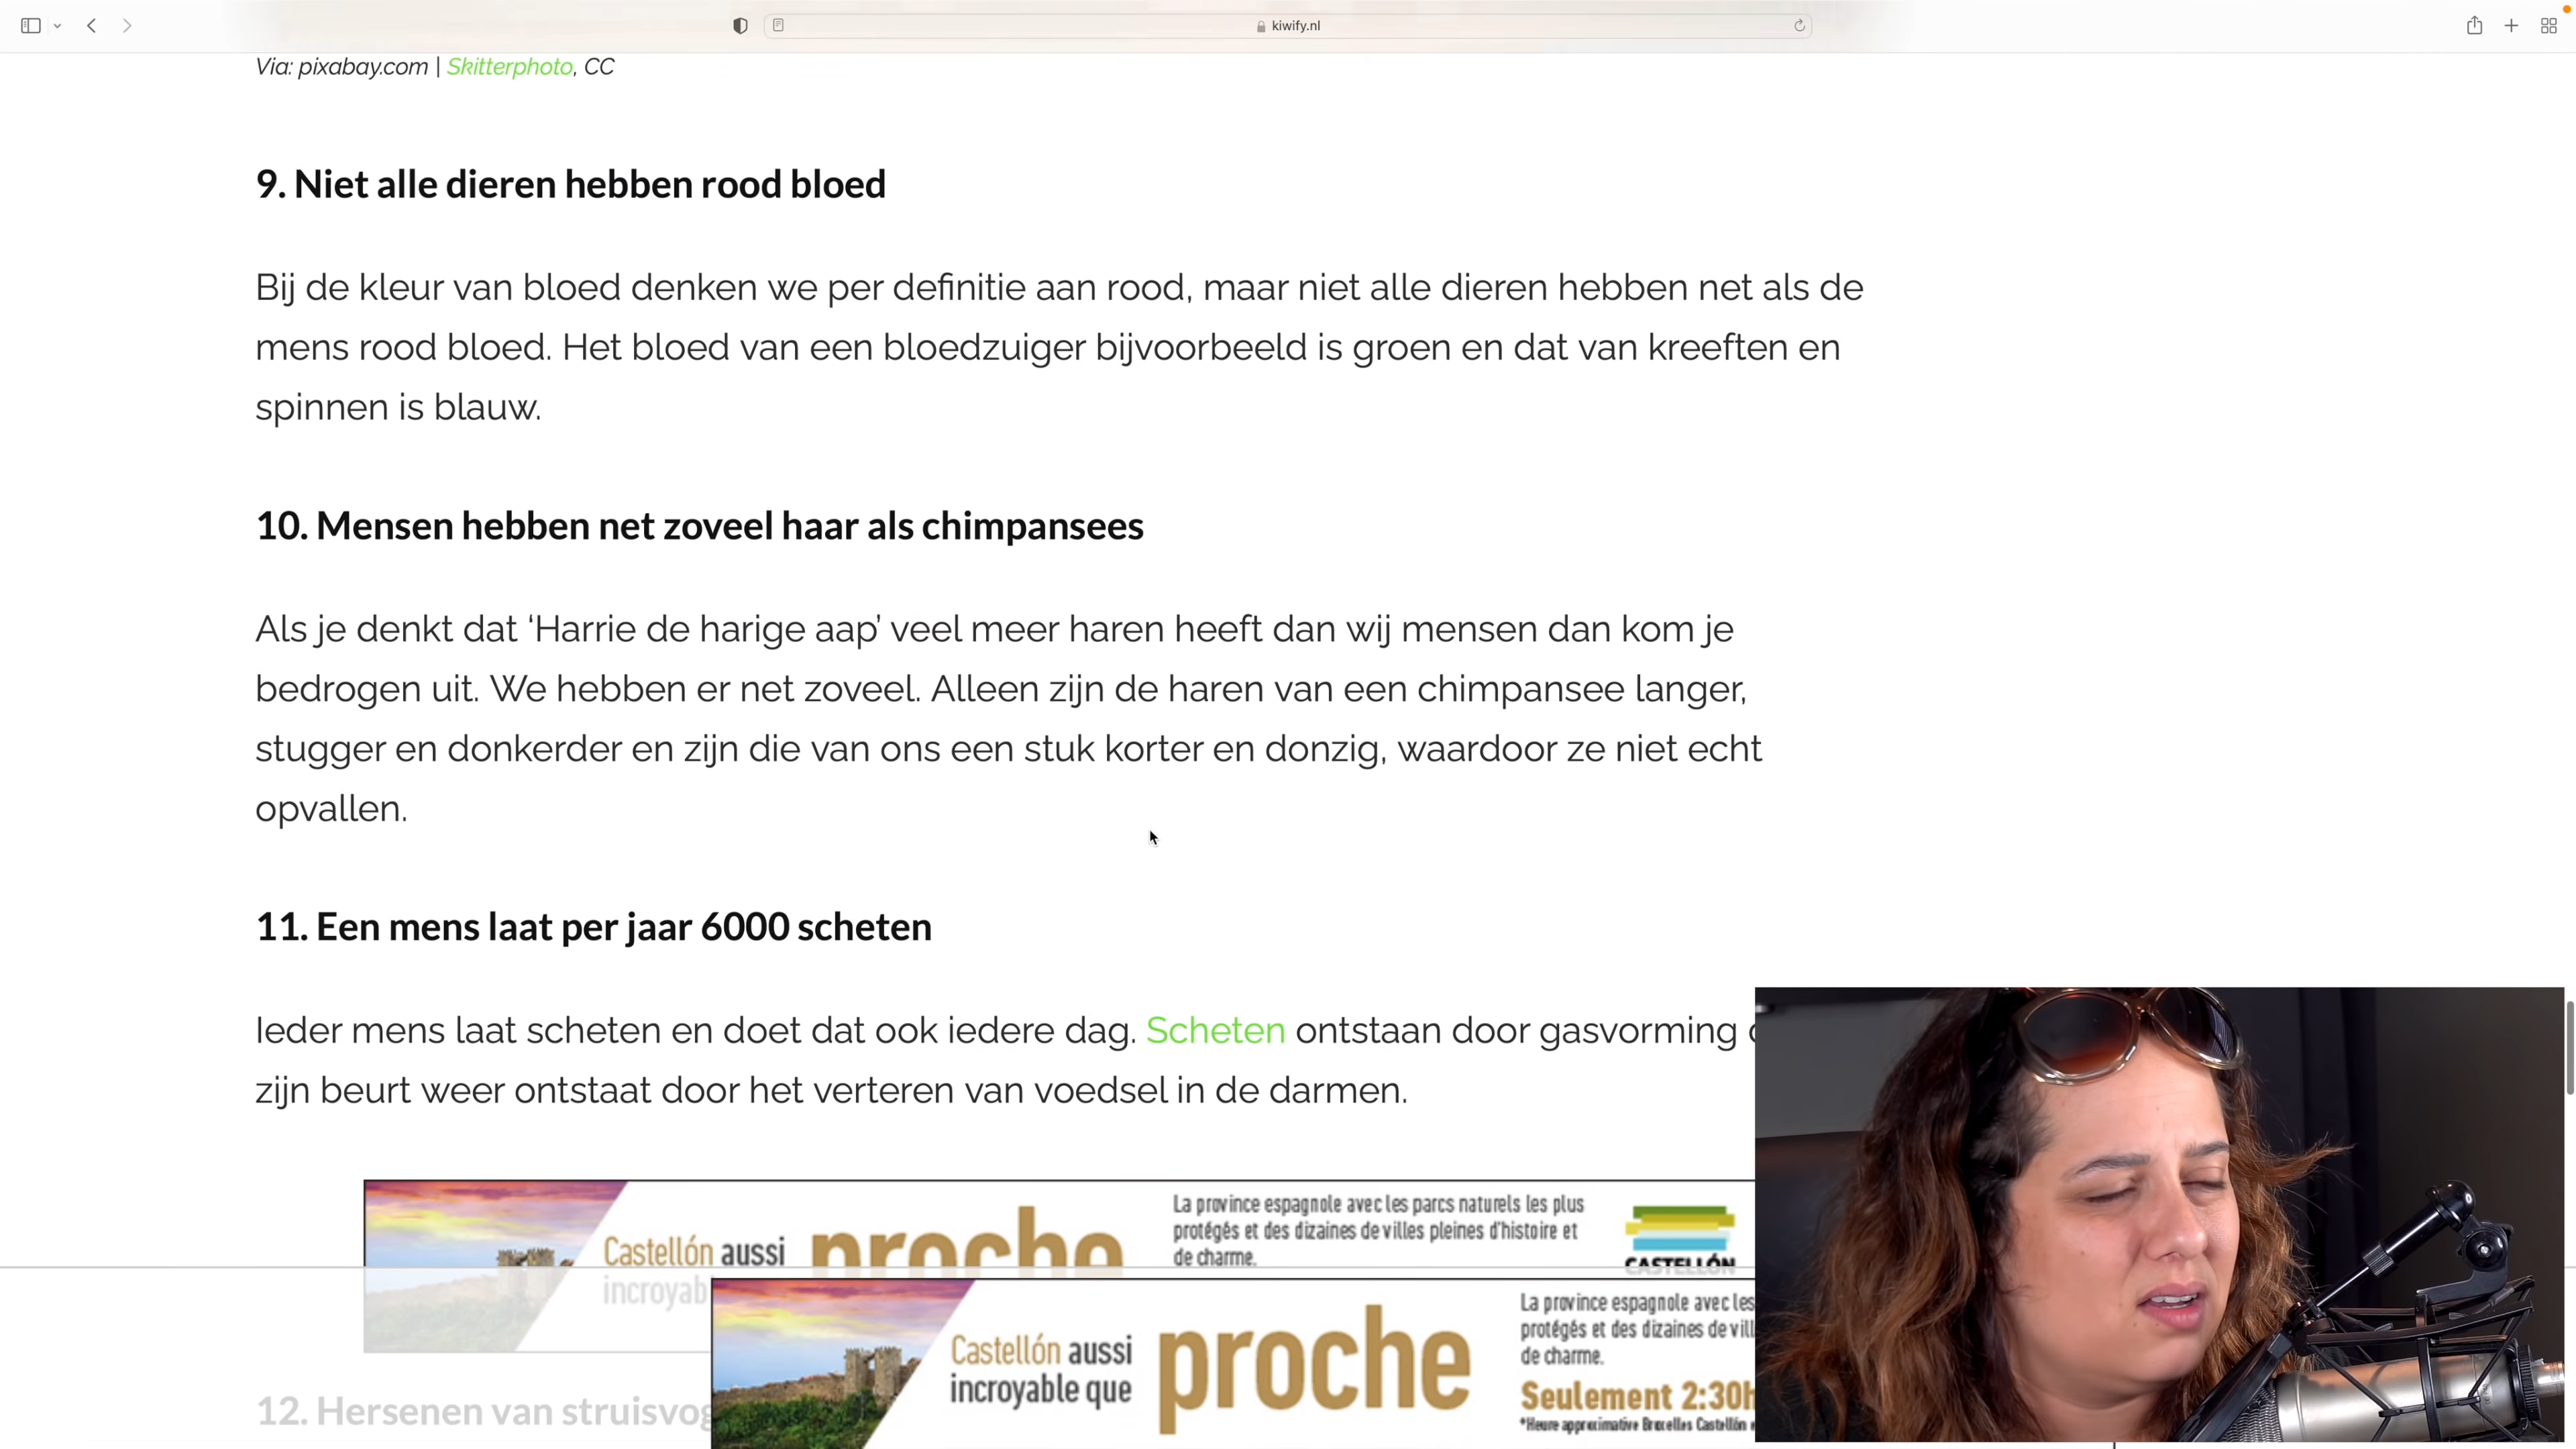 kiwify.nl
Via: pixabay.com | Skitterphoto, CC
9. Niet alle dieren hebben rood bloed
Bij de kleur van bloed denken we per definitie aan rood, maar niet alle dieren hebben net als de
mens rood bloed. Het bloed van een bloedzuiger bijvoorbeeld is groen en dat van kreeften en
spinnen is blauw.
10. Mensen hebben net zoveel haar als chimpansees
Als je denkt dat ‘Harrie de harige aap’ veel meer haren heeft dan wij mensen dan kom je
bedrogen uit. We hebben er net zoveel. Alleen zijn de haren van een chimpansee langer,
stugger en donkerder en zijn die van ons een stuk korter en donzig, waardoor ze niet echt
opvallen.
11. Een mens laat per jaar 6000 scheten
Ieder mens laat scheten en doet dat ook iedere dag. Scheten ontstaan door gasvorming
zijn beurt weer ontstaat door het verteren van voedsel in de darmen.
Castellón aussi
incroyab
proche
La province espagnole avec les parcs naturels les plus
protégés et des dizaines de villes pleines d'histoire et
de charme.
CASTELLÓN
Castellón aussi
incroyable que
proche
La province espagnole avec les
protégés et des dizaines de vill
de charme.
Seulement 2:30h
*Heure approximative Bruxelles Castellón
12. Hersenen van struisvog